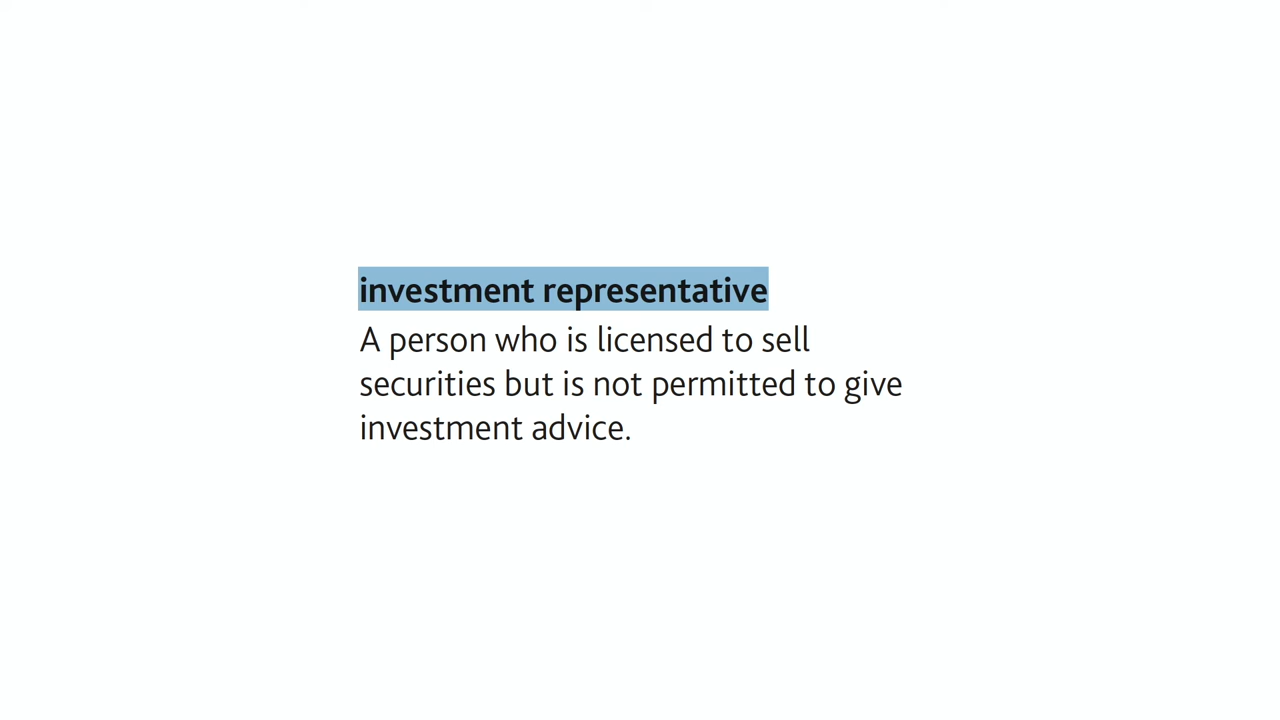 investment representative
A person who is licensed to sell
securities but is not permitted to give
investment advice.